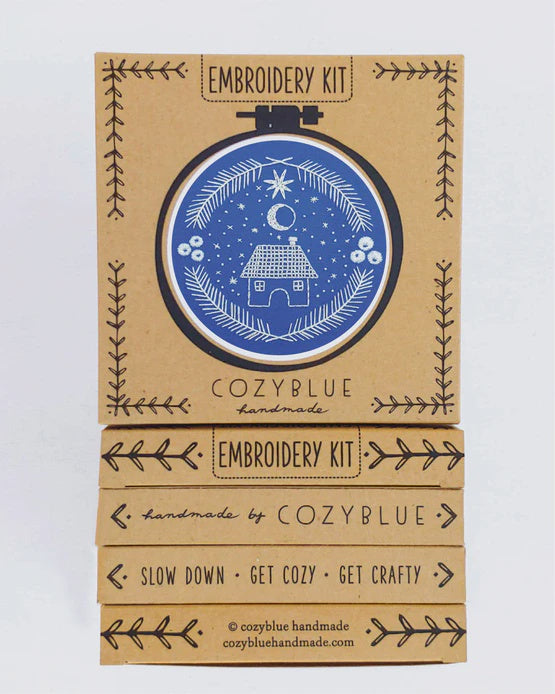 EMBROIDERY KIT
COZYBLUE
handmade
EMBROIDERY KIT
handmade by COZYBLUE
SLOW DOWN · GET COZY · GET CRAFTY
© cozyblue handmade
cozybluehandmade.com